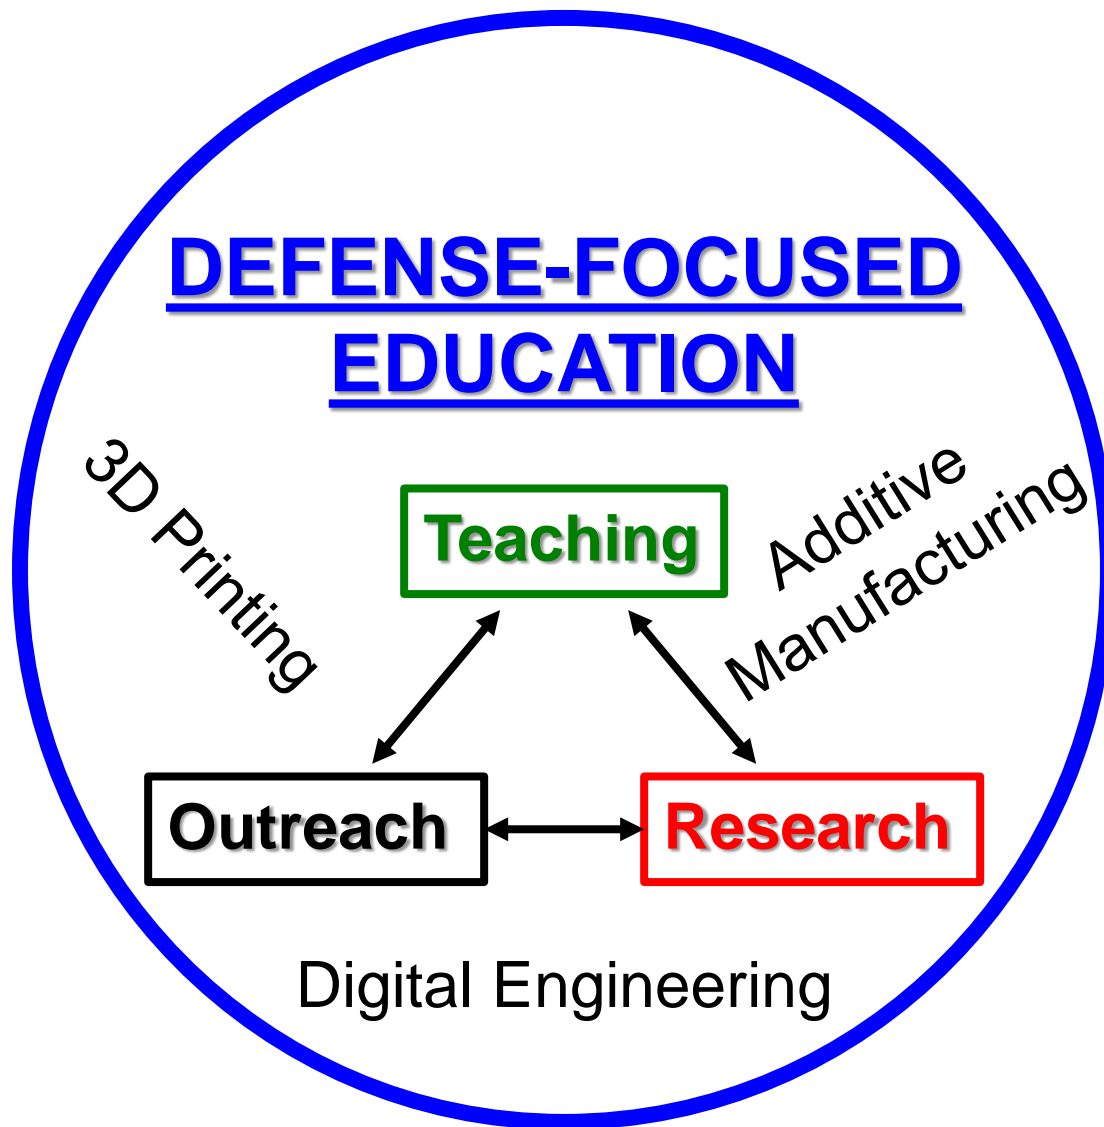 DEFENSE-FOCUSED
EDUCATION
3D Printing
Teaching
Additive
Manufacturing
Outreach
Research
Digital Engineering